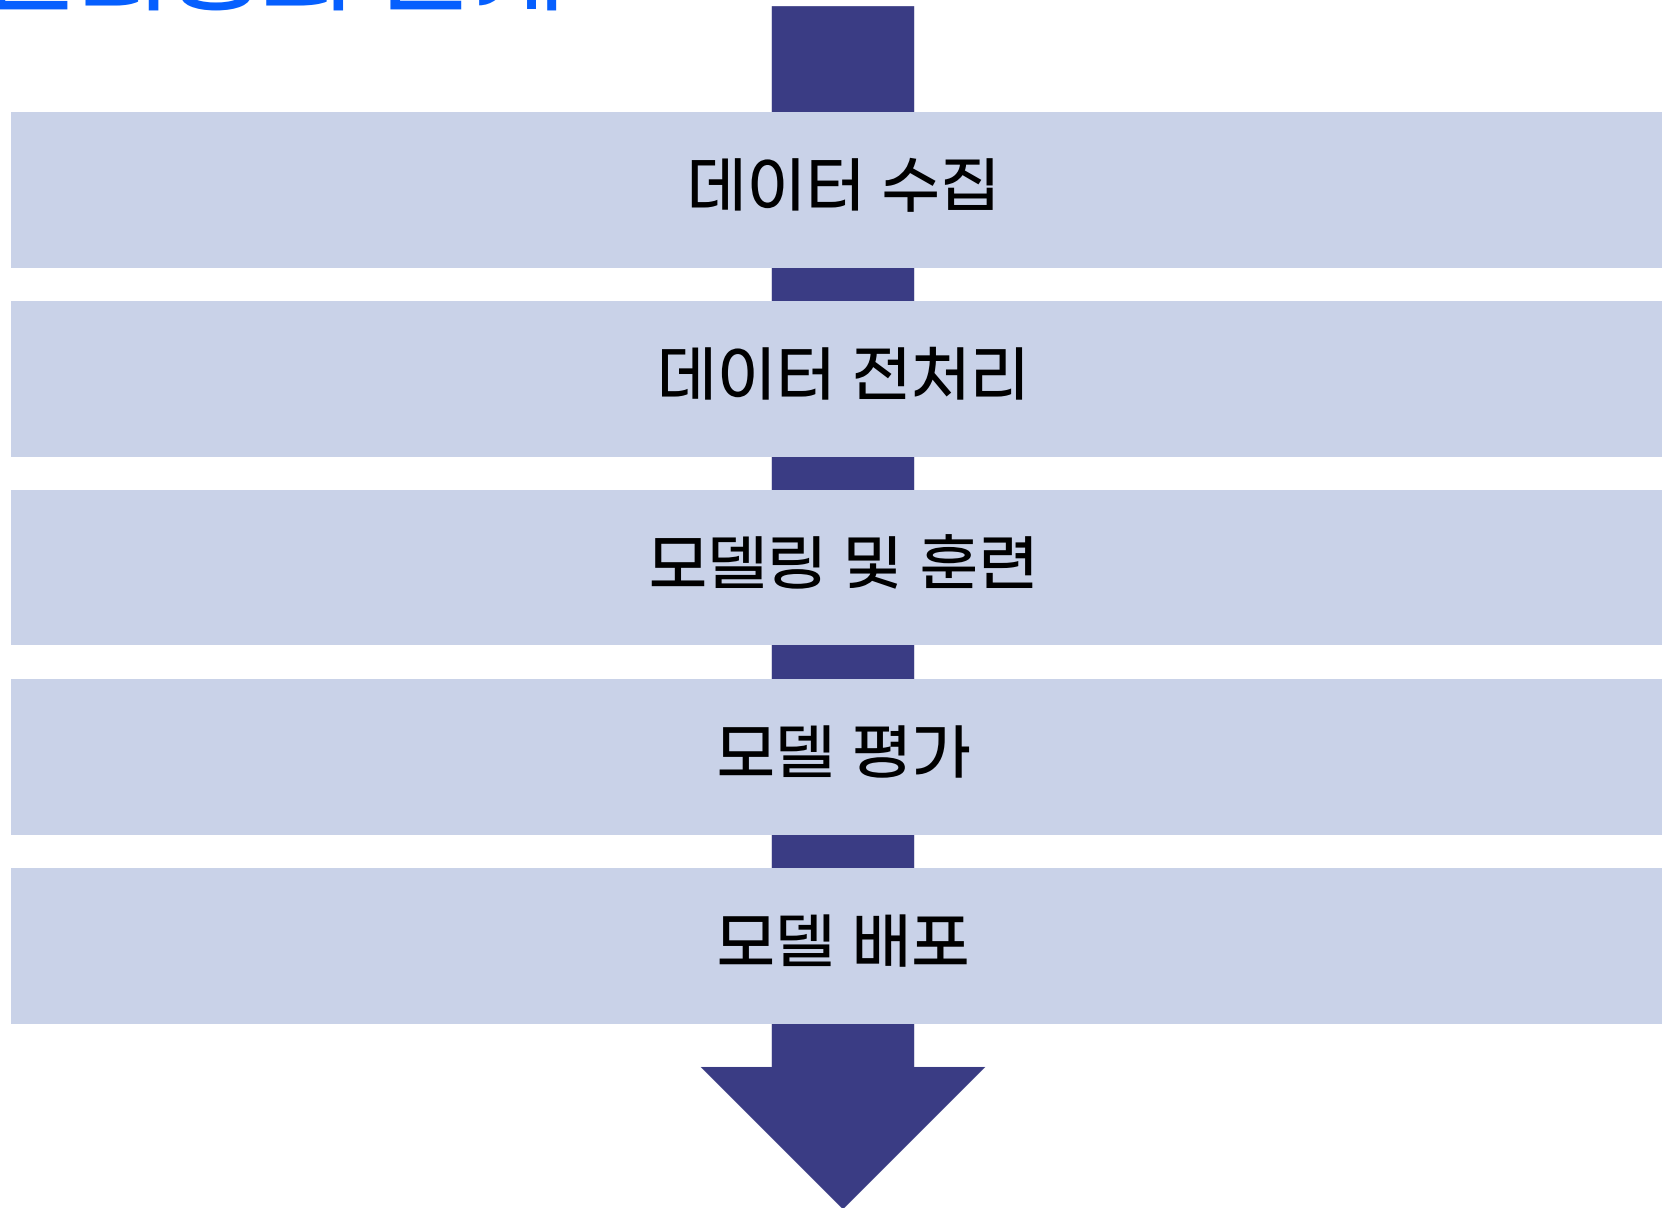 데이터 수집
데이터 전처리
모델링 및 훈련
모델 평가
모델 배포